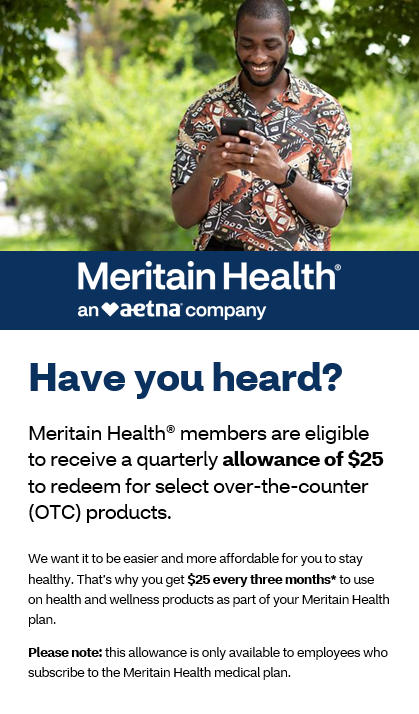 Meritain Health®
an aetna® company
Have you heard?
Meritain Health® members are eligible
to receive a quarterly allowance of $25
to redeem for select over-the-counter
(OTC) products.
We want it to be easier and more affordable for you to stay
healthy. That's why you get $25 every three months* to use
on health and wellness products as part of your Meritain Health
plan.
Please note: this allowance is only available to employees who
subscribe to the Meritain Health medical plan.